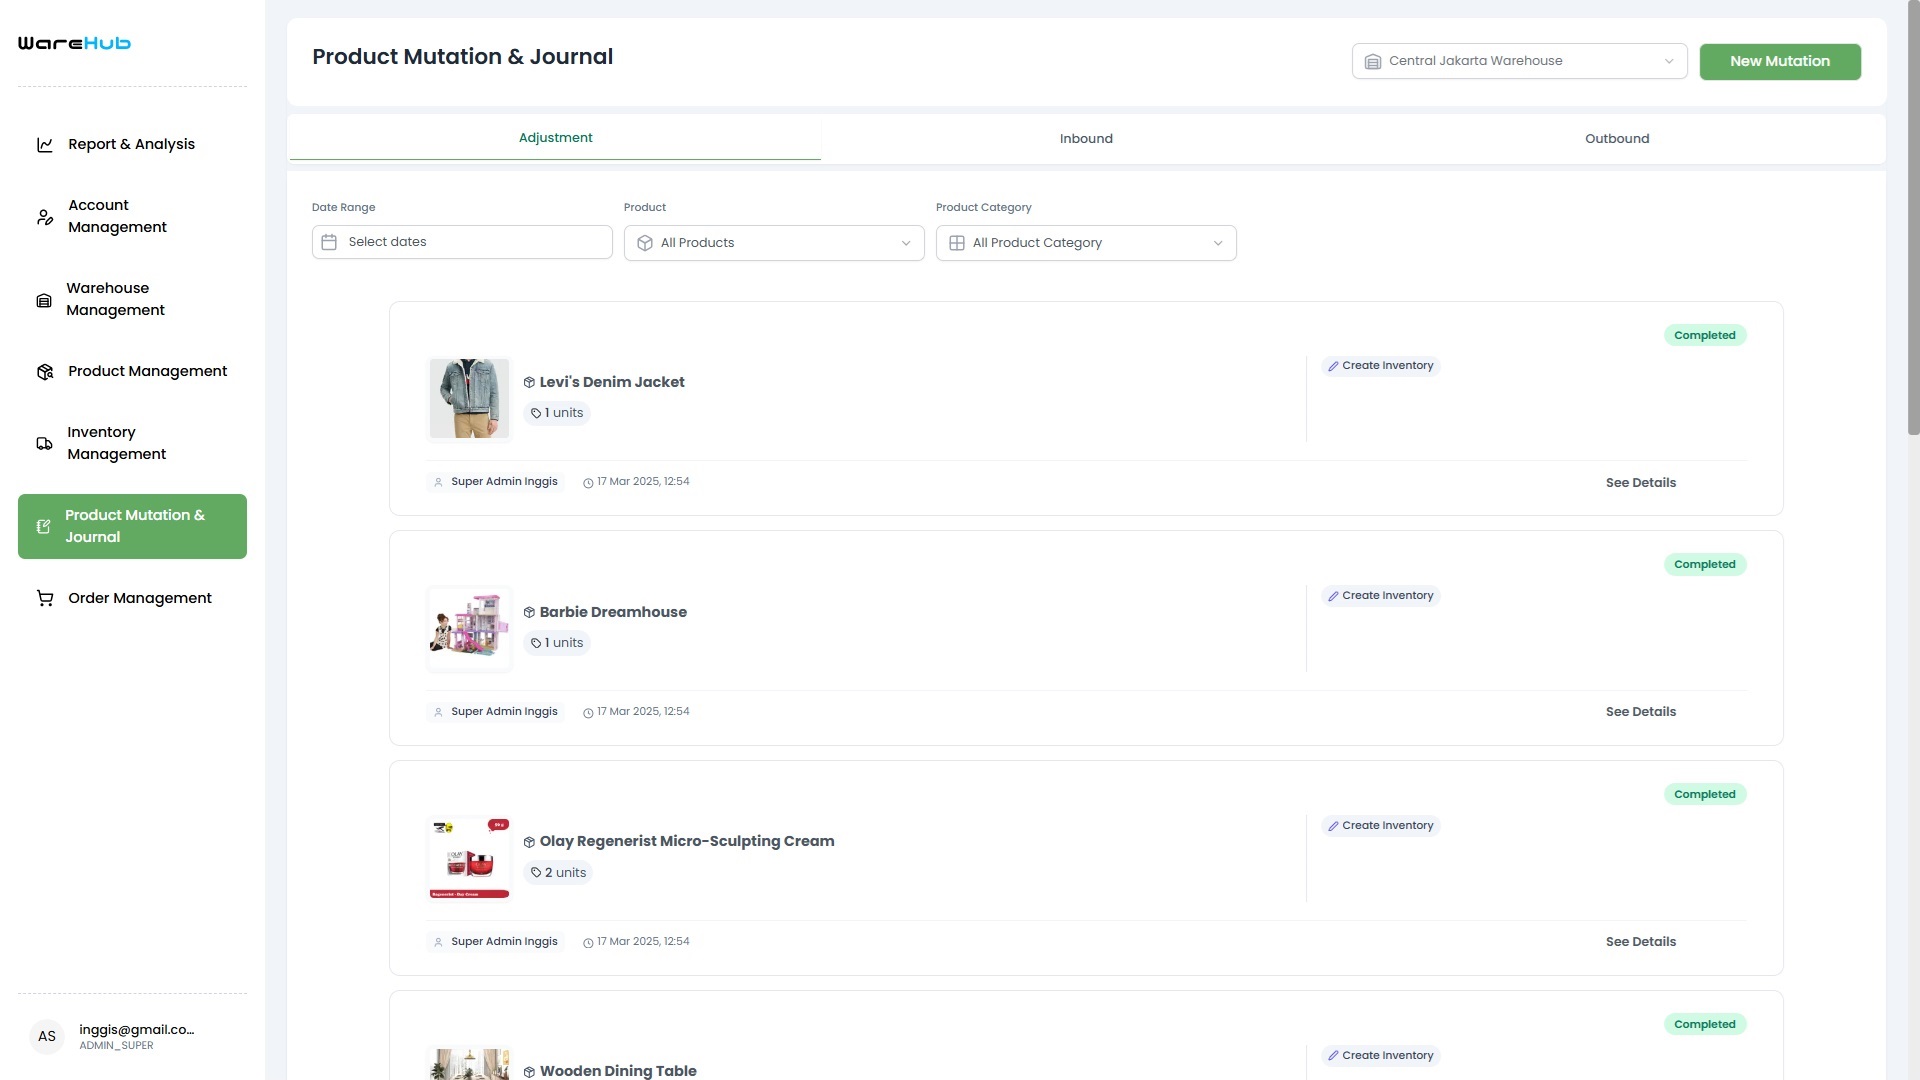 WareHub
Report & Analysis
Account
Management
Warehouse
Management
Product Management
Inventory
Management
Product Mutation &
Journal
Order Management
AS
inggis@gmail.co...
ADMIN_SUPER
Product Mutation & Journal
Central Jakarta Warehouse
New Mutation
Adjustment
Inbound
Outbound
Date Range
Product
Product Category
Select dates
All Products
All Product Category
Completed
Levi's Denim Jacket
1 units
Create Inventory
Super Admin Inggis
17 Mar 2025, 12:54
See Details
Completed
Barbie Dreamhouse
1 units
Create Inventory
Super Admin Inggis
17 Mar 2025, 12:54
See Details
Completed
Olay Regenerist Micro-Sculpting Cream
2 units
Create Inventory
Super Admin Inggis
17 Mar 2025, 12:54
See Details
Completed
Wooden Dining Table
Create Inventory